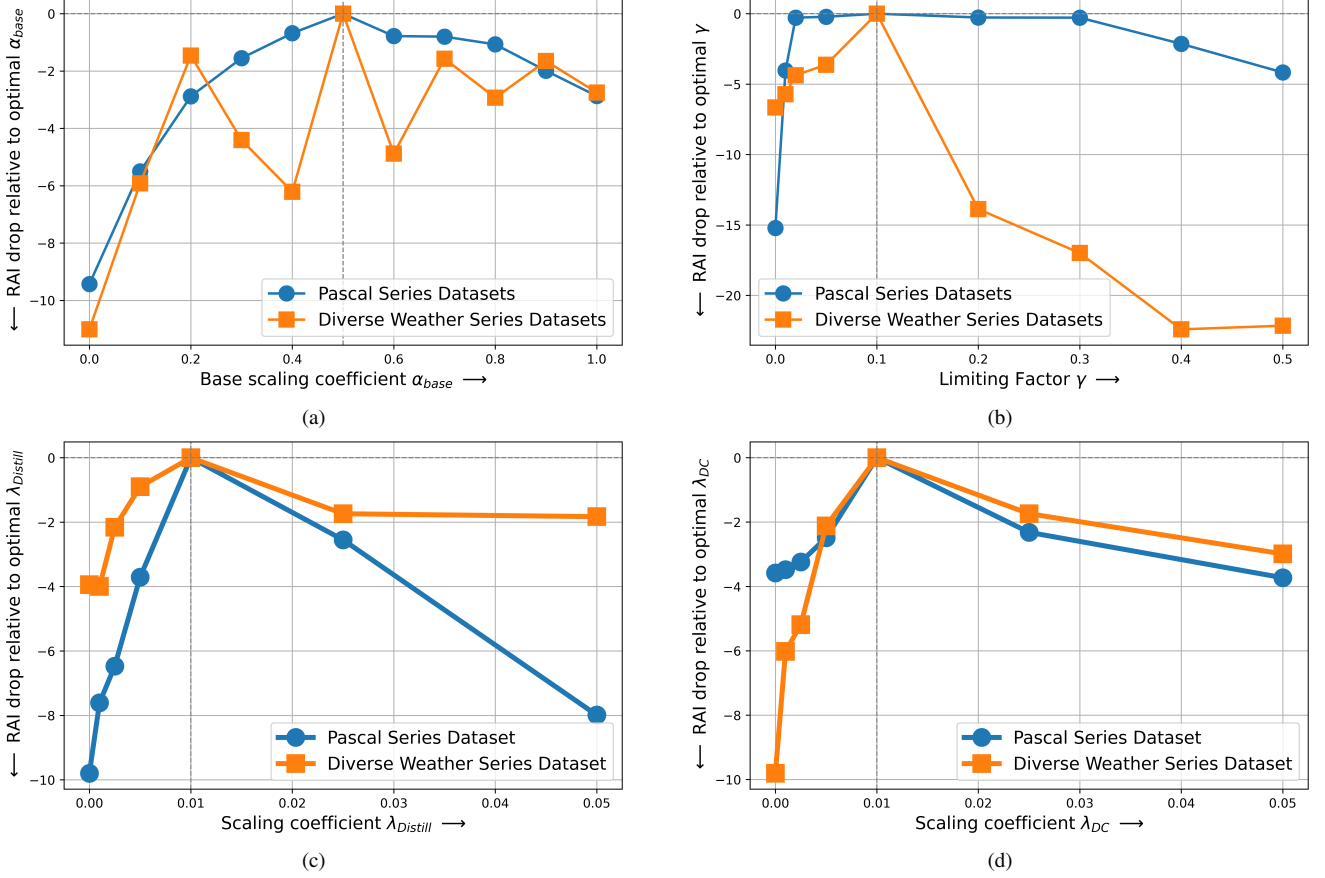 0
−2
−4
−6
−8
−10
⟵ RAI drop relative to optimal α_base
0.0 0.2 0.4 0.6 0.8 1.0
Base scaling coefficient α_base ⟶
Pascal Series Datasets
Diverse Weather Series Datasets
(a)
0
−5
−10
−15
−20
⟵ RAI drop relative to optimal γ
0.0 0.1 0.2 0.3 0.4 0.5
Limiting Factor γ ⟶
Pascal Series Datasets
Diverse Weather Series Datasets
(b)
0
−2
−4
−6
−8
−10
⟵ RAI drop relative to optimal λ_Distill
0.00 0.01 0.02 0.03 0.04 0.05
Scaling coefficient λ_Distill ⟶
Pascal Series Dataset
Diverse Weather Series Dataset
(c)
0
−2
−4
−6
−8
−10
⟵ RAI drop relative to optimal λ_DC
0.00 0.01 0.02 0.03 0.04 0.05
Scaling coefficient λ_DC ⟶
Pascal Series Dataset
Diverse Weather Series Dataset
(d)